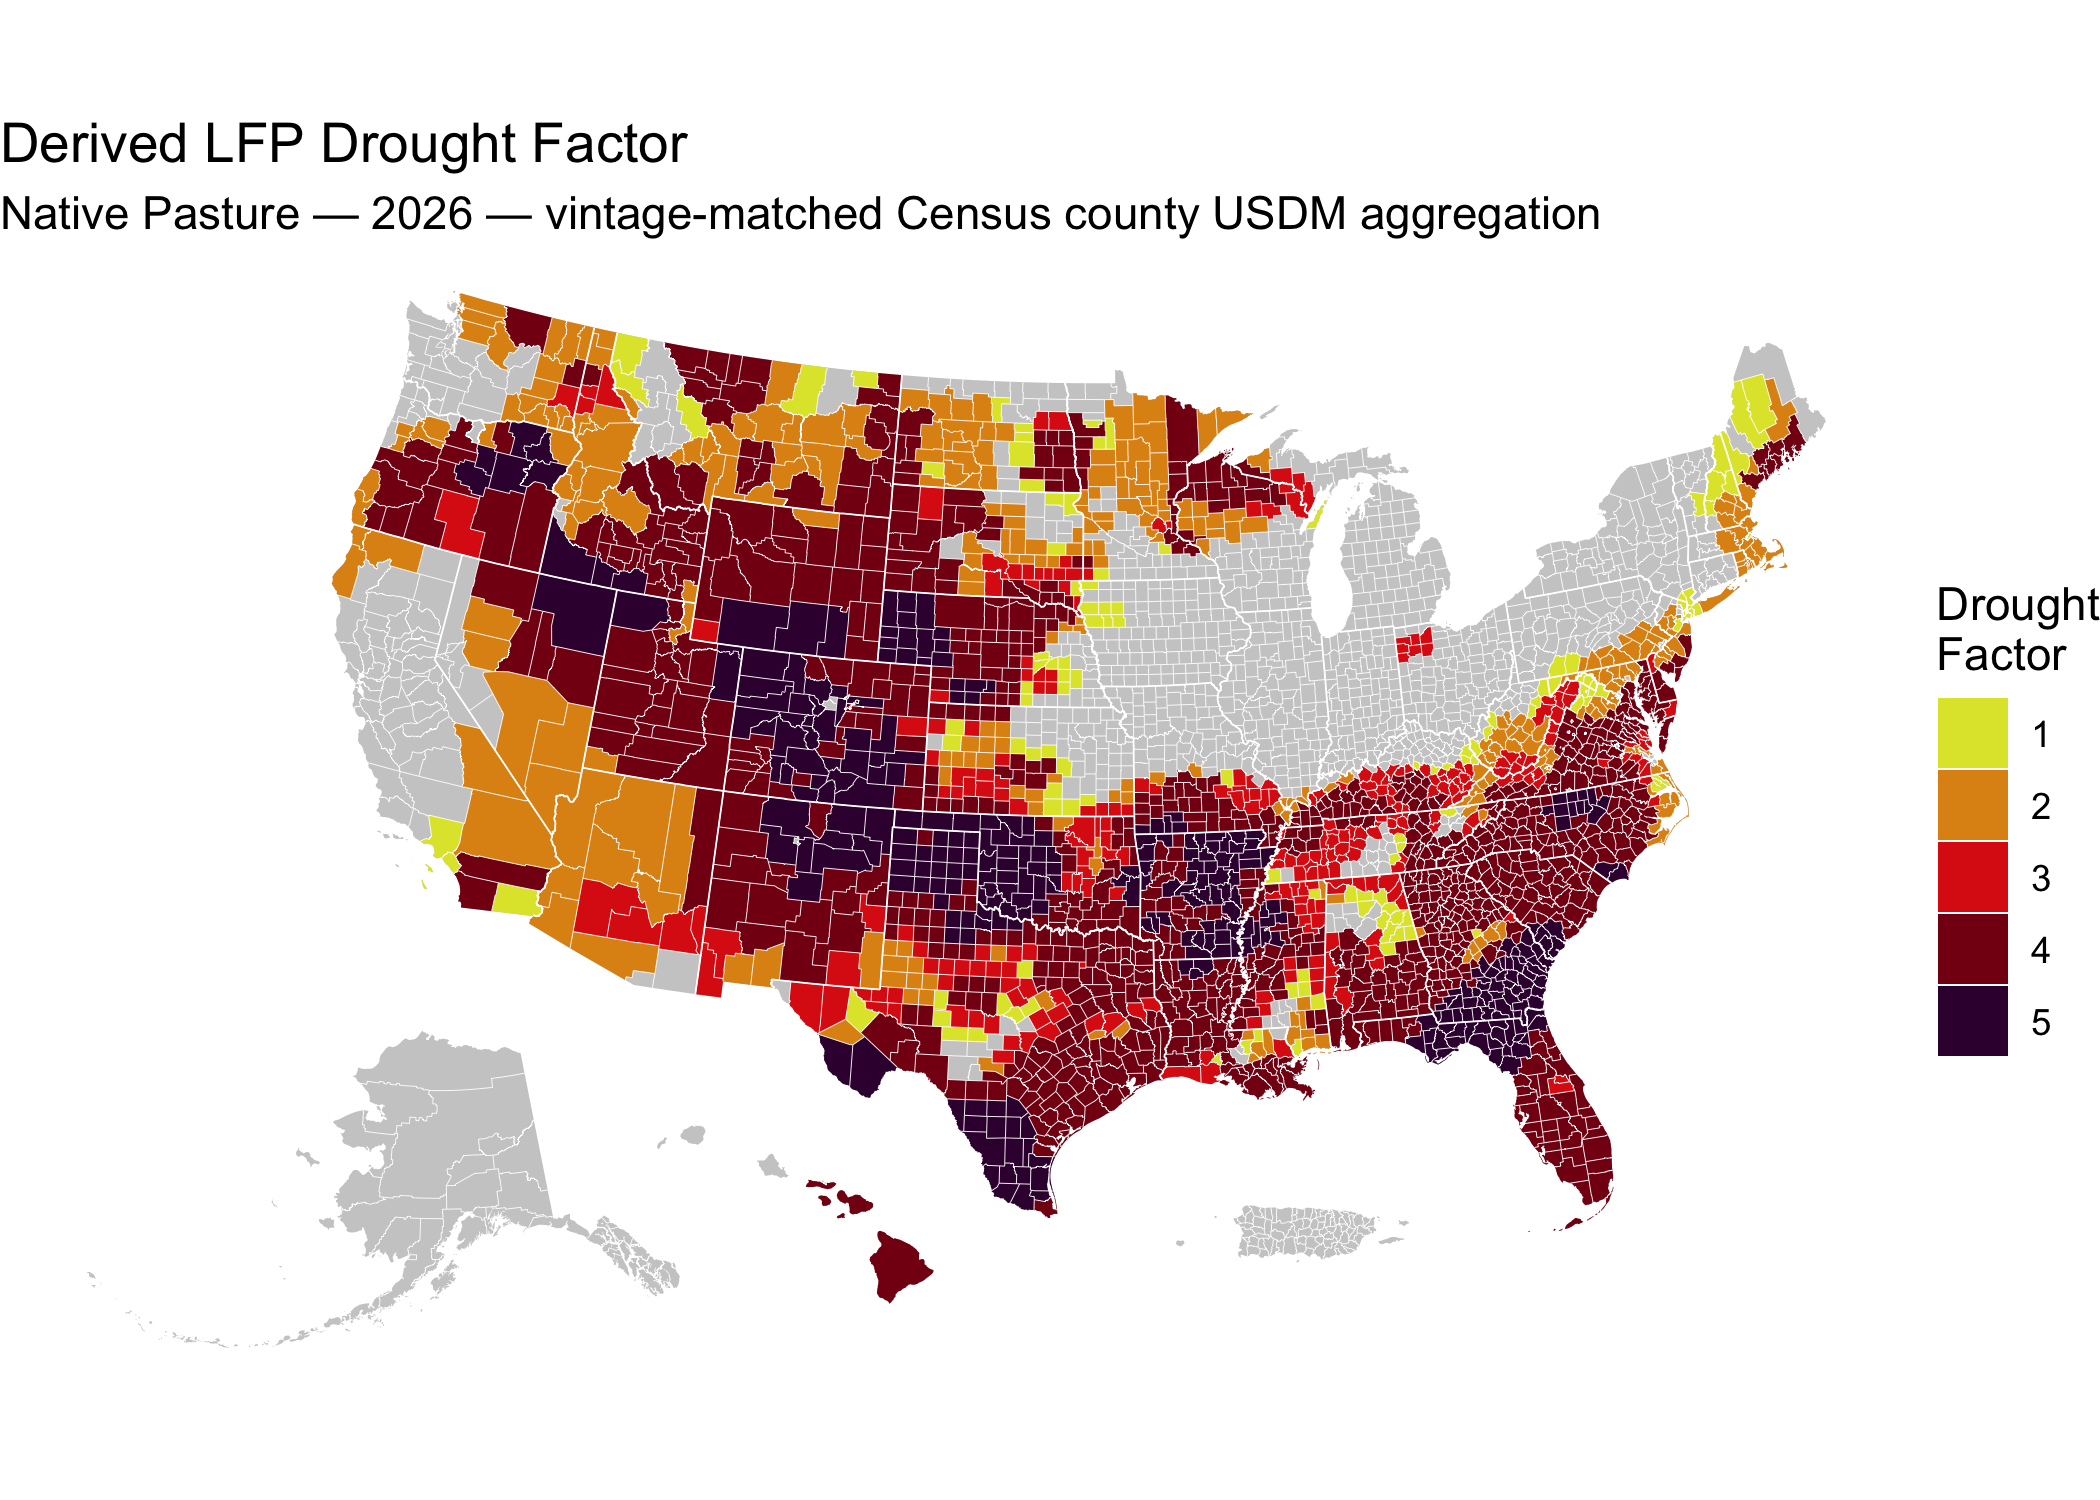 Derived LFP Drought Factor
Native Pasture — 2026 — vintage-matched Census county USDM aggregation
Drought
Factor
1
2
3
4
5